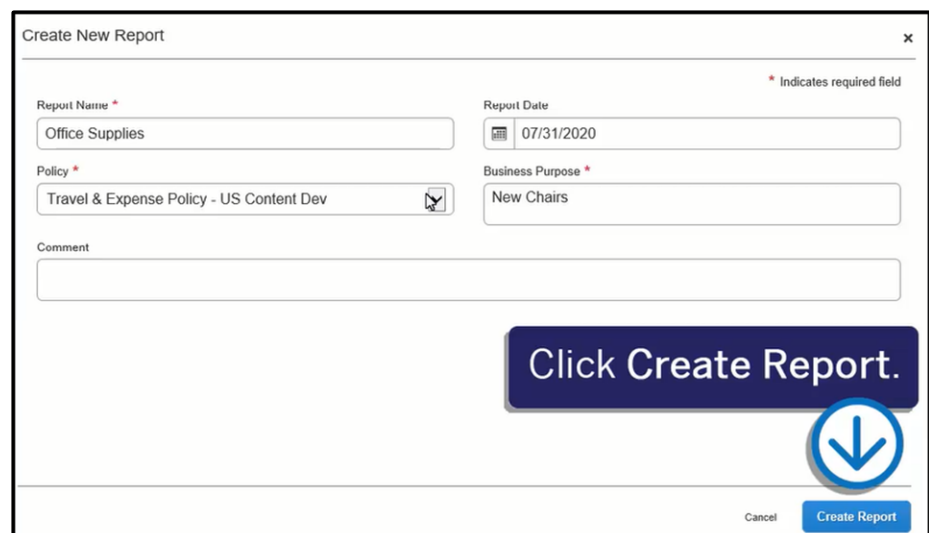 Create New Report
×
* Indicates required field
Report Name *
Report Date
Office Supplies
07/31/2020
Policy *
Business Purpose *
Travel & Expense Policy - US Content Dev
New Chairs
Comment
Click Create Report.
Cancel
Create Report